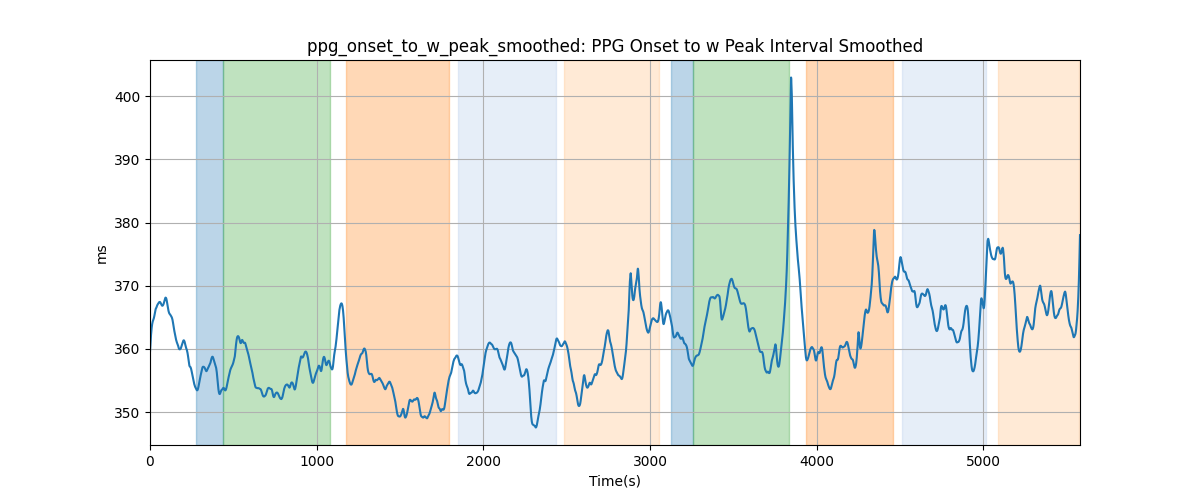 ppg_onset_to_w_peak_smoothed: PPG Onset to w Peak Interval Smoothed
400
390
380
370
360
350
ms
0 1000 2000 3000 4000 5000
Time(s)